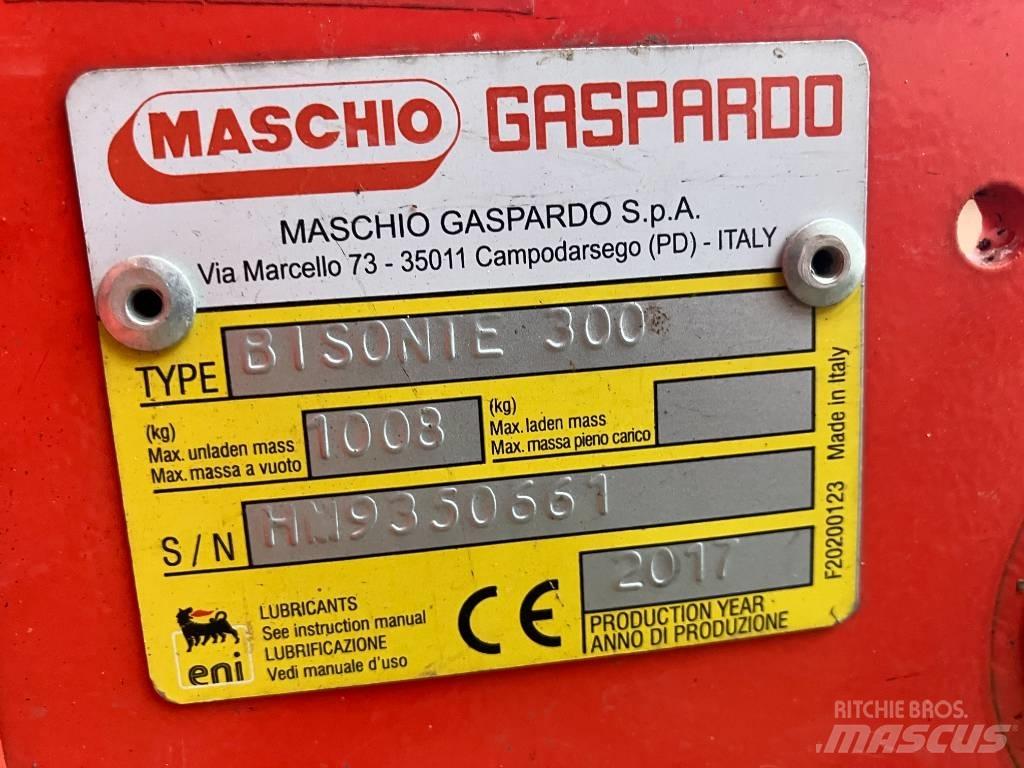 MASCHIO GASPARDO
MASCHIO GASPARDO S.p.A.
Via Marcello 73 - 35011 Campodarsego (PD) - ITALY
TYPE BISONTE 300
(kg)
Max. unladen mass
Max. massa a vuoto
1008
(kg)
Max. laden mass
Max. massa pieno carico
S/N HM9350661
2017
PRODUCTION YEAR
ANNO DI PRODUZIONE
CE
LUBRICANTS
See instruction manual
LUBRIFICAZIONE
Vedi manuale d'uso
eni
F20200123 Made in Italy
RITCHIE BROS.
MASCUS